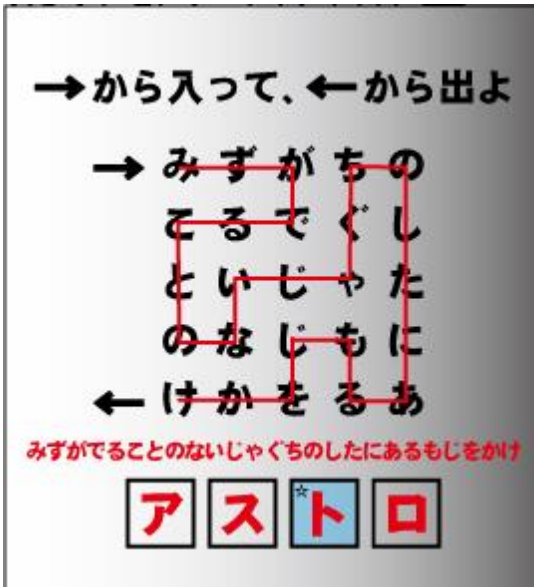 →から入って、←から出よ
→みずがちの
こるでぐし
といじゃた
のなじもに
←けかをるあ
みずがでることのないじゃぐちのしたにあるもじをかけ
☆
アストロ